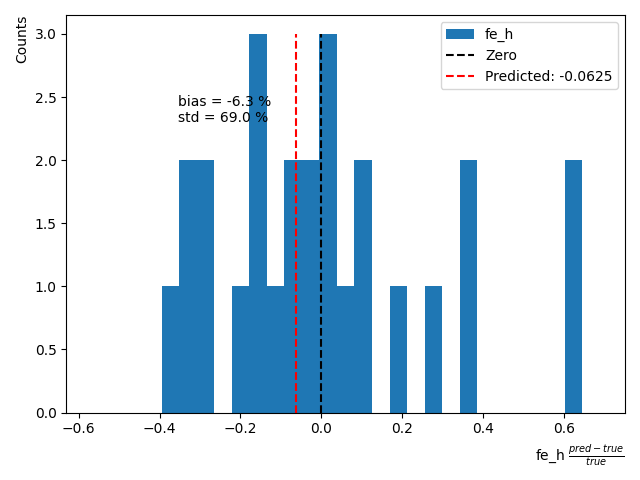 Counts
3.0
2.5
2.0
1.5
1.0
0.5
0.0
fe_h
Zero
Predicted: -0.0625
bias = -6.3 %
std = 69.0 %
−0.6 −0.4 −0.2 0.0 0.2 0.4 0.6
fe_h pred−true/true